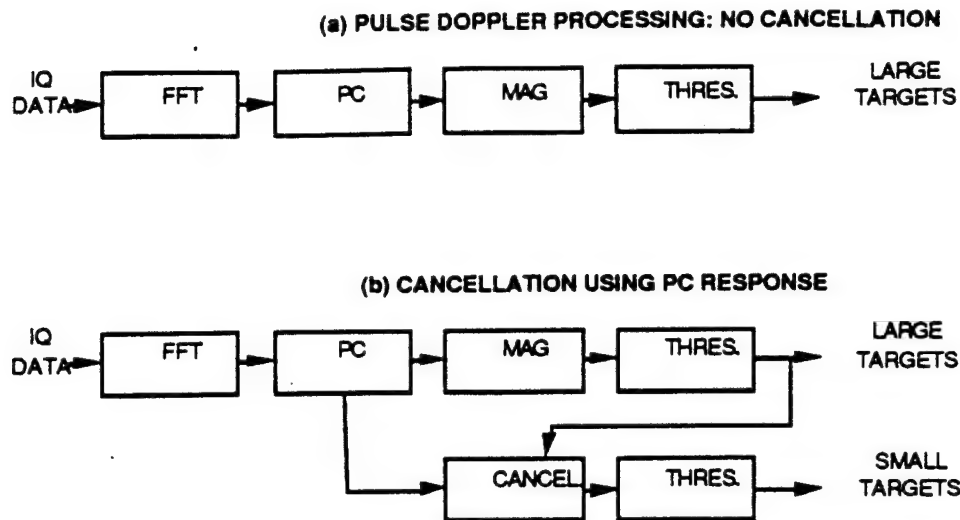 (a) PULSE DOPPLER PROCESSING: NO CANCELLATION
IQ
DATA
FFT
PC
MAG
THRES.
LARGE
TARGETS
(b) CANCELLATION USING PC RESPONSE
IQ
DATA
FFT
PC
MAG
THRES.
LARGE
TARGETS
CANCEL
THRES.
SMALL
TARGETS